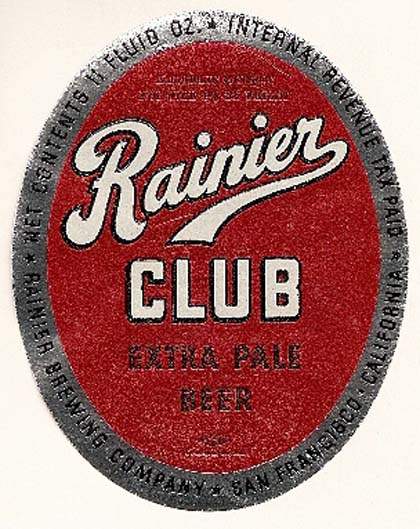 NET CONTENTS 11 FLUID OZ. ★ INTERNAL REVENUE TAX PAID ★
Rainier
CLUB
EXTRA PALE
BEER
RAINIER BREWING COMPANY ★ SAN FRANCISCO · CALIFORNIA ★